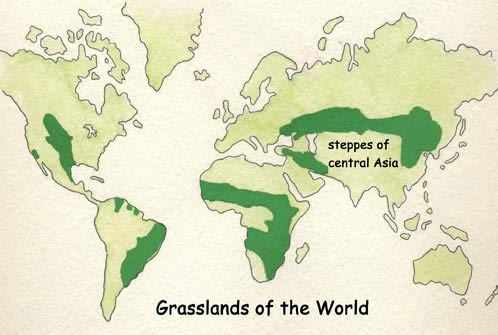 steppes of
central Asia
Grasslands of the World